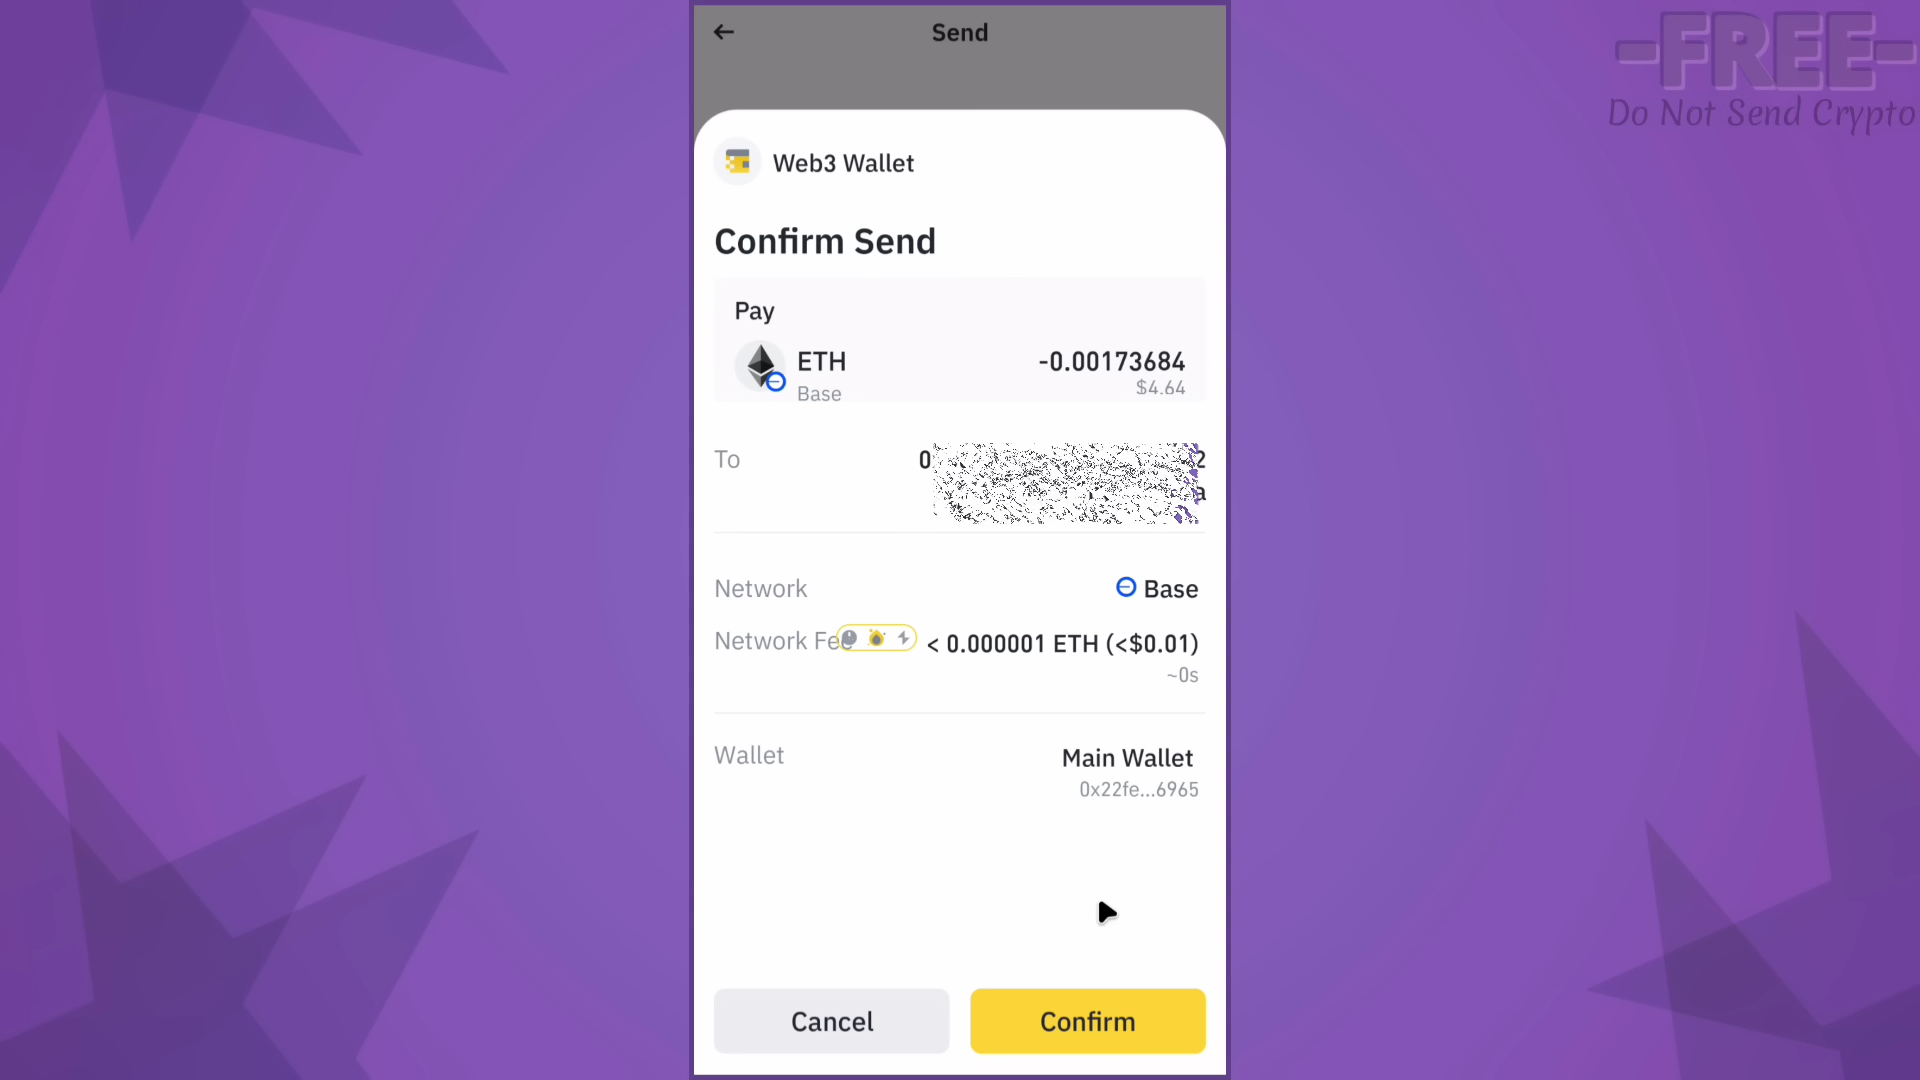 Send
-FREE-
Do Not Send Crypto
Web3 Wallet
Confirm Send
Pay
ETH
-0.00173684
Base
$4.64
To
Network
Base
Network Fee
< 0.000001 ETH (<$0.01)
~0s
Wallet
Main Wallet
0x22fe...6965
Cancel
Confirm